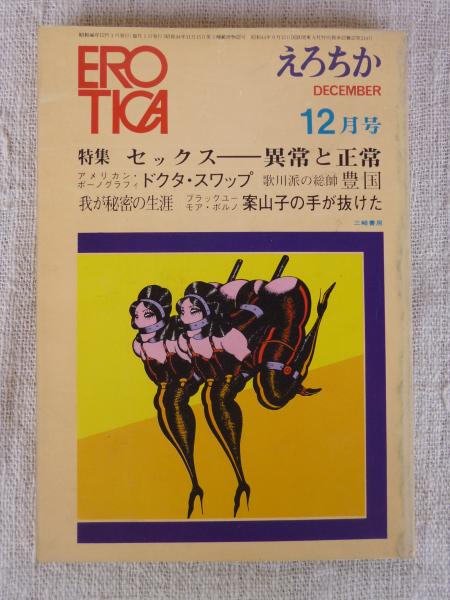 ERO
TICA
えろちか
DECEMBER
12月号
特集 セックス――異常と正常
アメリカン・ポーノグラフィ ドクタ・スワップ 歌川派の総帥 豊国
我が秘密の生涯 ブラックユーモア・ポルノ 案山子の手が抜けた
三崎書房